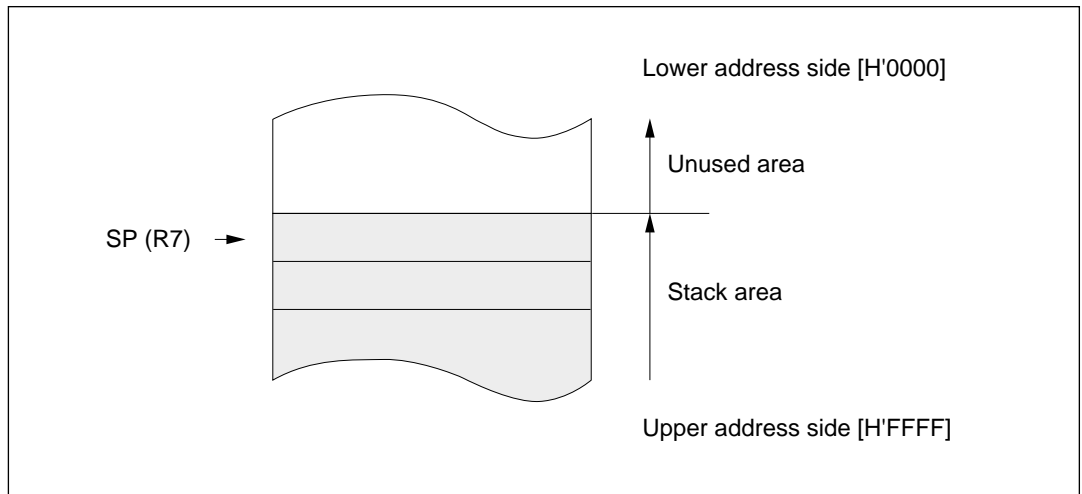 Lower address side [H'0000]
Unused area
SP (R7)
Stack area
Upper address side [H'FFFF]